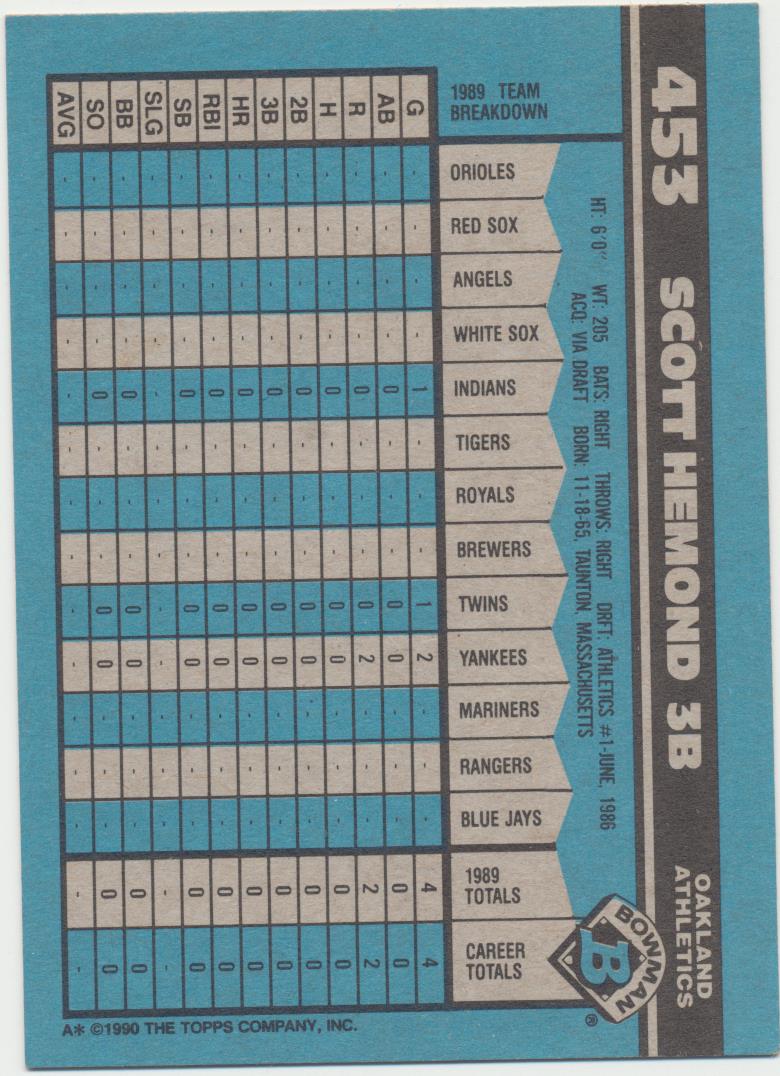 453 SCOTT HEMOND 3B
OAKLAND
ATHLETICS
HT: 6'0" WT: 205 BATS: RIGHT THROWS: RIGHT DRFT: ATHLETICS #1-JUNE, 1986
ACQ: VIA DRAFT BORN: 11-18-65, TAUNTON, MASSACHUSETTS
BOWMAN
B
®
1989 TEAM
BREAKDOWN
G AB R H 2B 3B HR RBI SB SLG BB SO AVG
ORIOLES - - - - - - - - - - - - -
RED SOX - - - - - - - - - - - - -
ANGELS - - - - - - - - - - - - -
WHITE SOX - - - - - - - - - - - - -
INDIANS 1 0 0 0 0 0 0 0 0 - 0 0 -
TIGERS - - - - - - - - - - - - -
ROYALS - - - - - - - - - - - - -
BREWERS - - - - - - - - - - - - -
TWINS 1 0 0 0 0 0 0 0 0 - 0 0 -
YANKEES 2 0 2 0 0 0 0 0 0 - 0 0 -
MARINERS - - - - - - - - - - - - -
RANGERS - - - - - - - - - - - - -
BLUE JAYS - - - - - - - - - - - - -
1989
TOTALS 4 0 2 0 0 0 0 0 0 - 0 0 -
CAREER
TOTALS 4 0 2 0 0 0 0 0 0 - 0 0 -
A* ©1990 THE TOPPS COMPANY, INC.